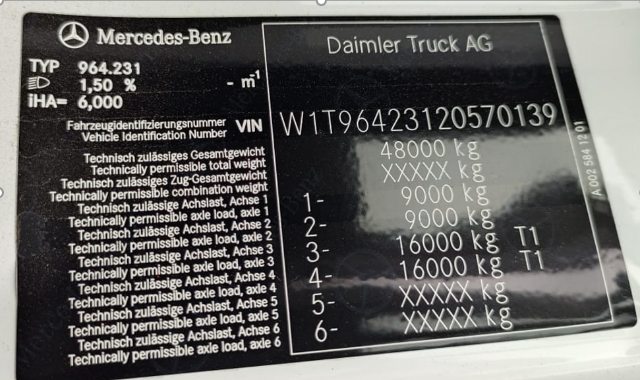 Mercedes-Benz
Daimler Truck AG
TYP 964.231
1,50 % - m⁻¹
iHA= 6,000
Fahrzeugidentifizierungsnummer
Vehicle Identification Number VIN W1T96423120570139
Technisch zulässiges Gesamtgewicht
Technically permissible total weight 48000 kg
Technisch zulässiges Zug-Gesamtgewicht
Technically permissible combination weight XXXXX kg
Technisch zulässige Achslast, Achse 1
Technically permissible axle load, axle 1 1- 9000 kg
Technisch zulässige Achslast, Achse 2
Technically permissible axle load, axle 2 2- 9000 kg
Technisch zulässige Achslast, Achse 3
Technically permissible axle load, axle 3 3- 16000 kg T1
Technisch zulässige Achslast, Achse 4
Technically permissible axle load, axle 4 4- 16000 kg T1
Technisch zulässige Achslast, Achse 5
Technically permissible axle load, axle 5 5- XXXXX kg
Technisch zulässige Achslast, Achse 6
Technically permissible axle load, axle 6 6- XXXXX kg
A 002 584 12 01